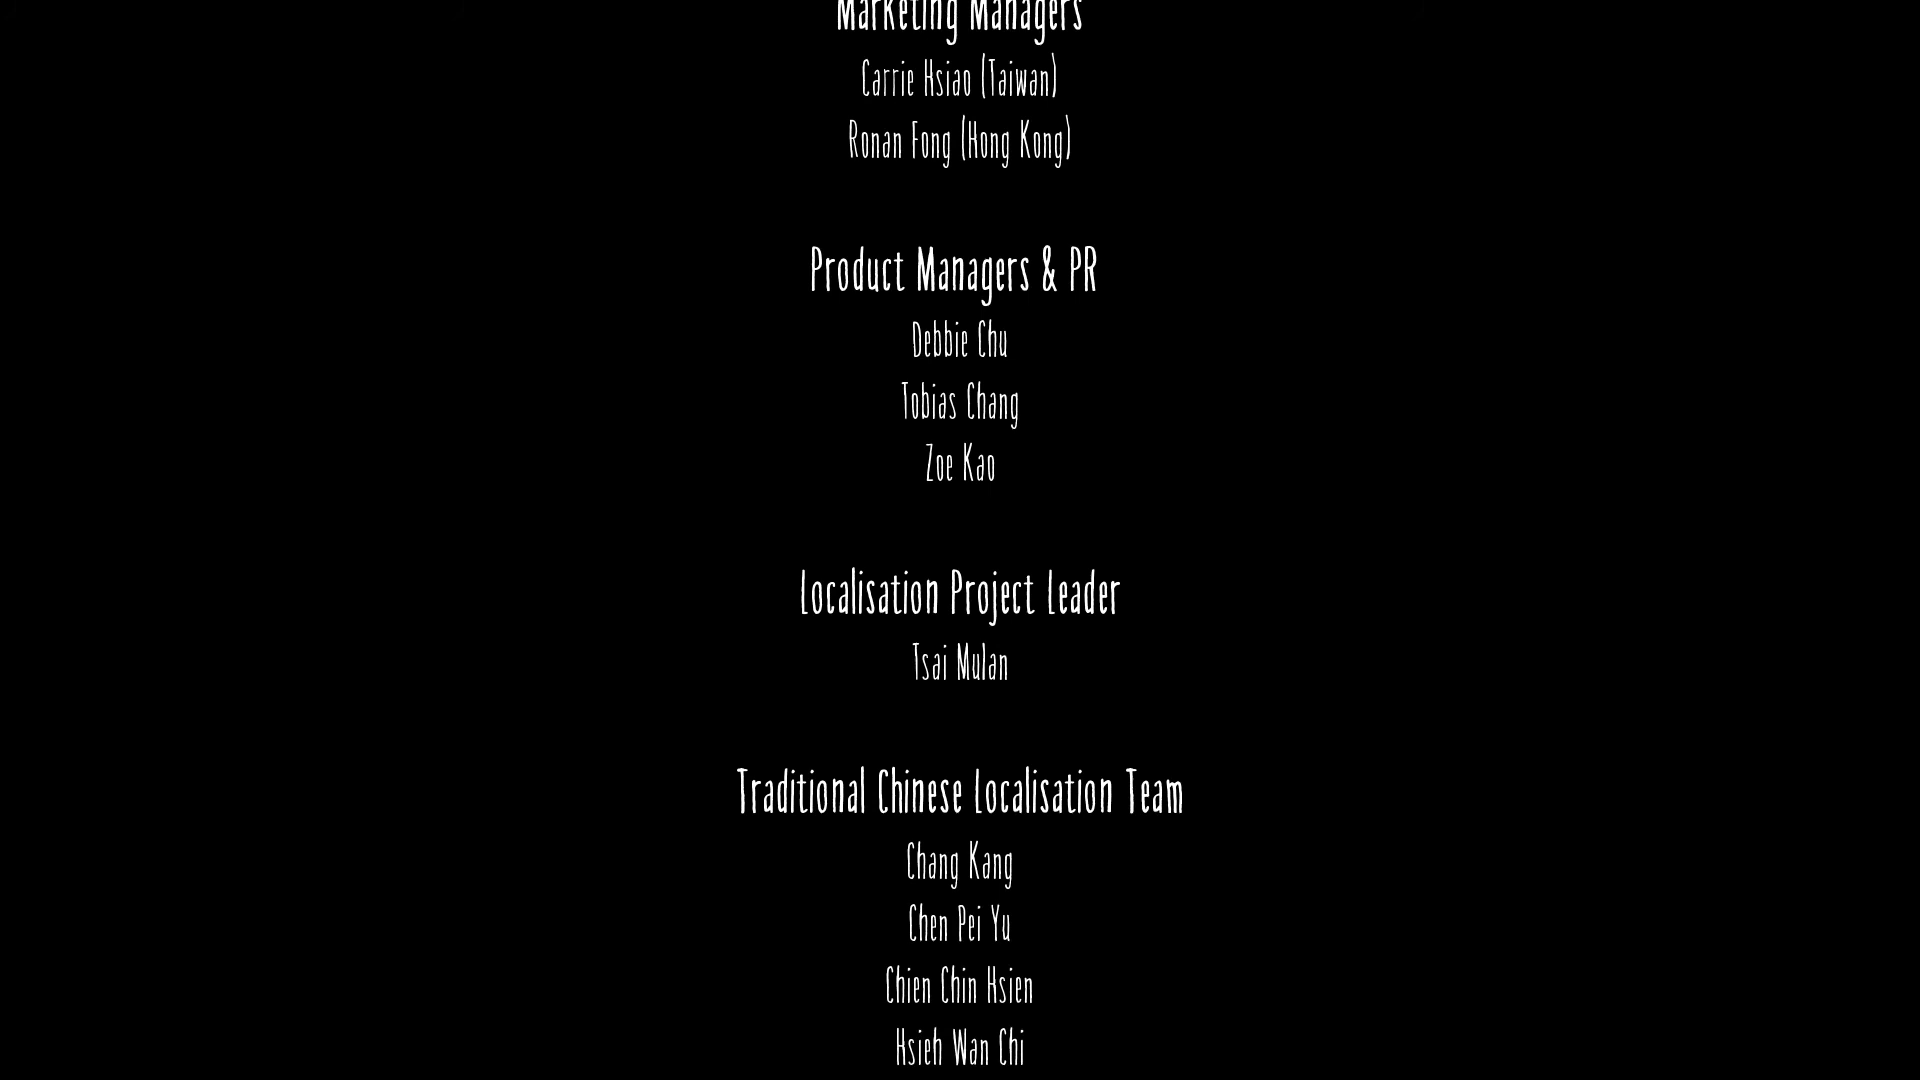 Marketing Managers
Carrie Hsiao (Taiwan)
Ronan Fong (Hong Kong)
Product Managers & PR
Debbie Chu
Tobias Chang
Zoe Kao
Localisation Project Leader
Tsai Mulan
Traditional Chinese Localisation Team
Chang Kang
Chen Pei Yu
Chien Chin Hsien
Hsieh Wan Chi